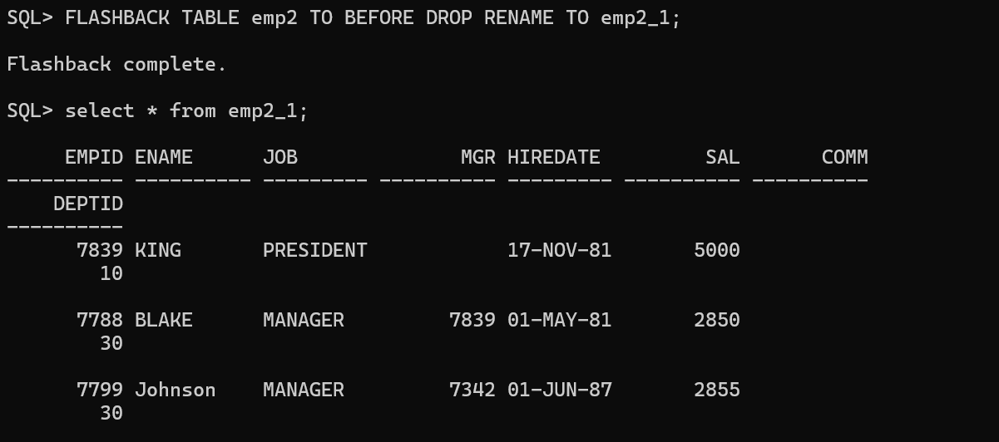 SQL> FLASHBACK TABLE emp2 TO BEFORE DROP RENAME TO emp2_1;
Flashback complete.
SQL> select * from emp2_1;
     EMPID ENAME      JOB              MGR HIREDATE         SAL       COMM
---------- ---------- --------- ---------- --------- ---------- ----------
    DEPTID
----------
      7839 KING       PRESIDENT            17-NOV-81       5000
        10
      7788 BLAKE      MANAGER         7839 01-MAY-81       2850
        30
      7799 Johnson    MANAGER         7342 01-JUN-87       2855
        30